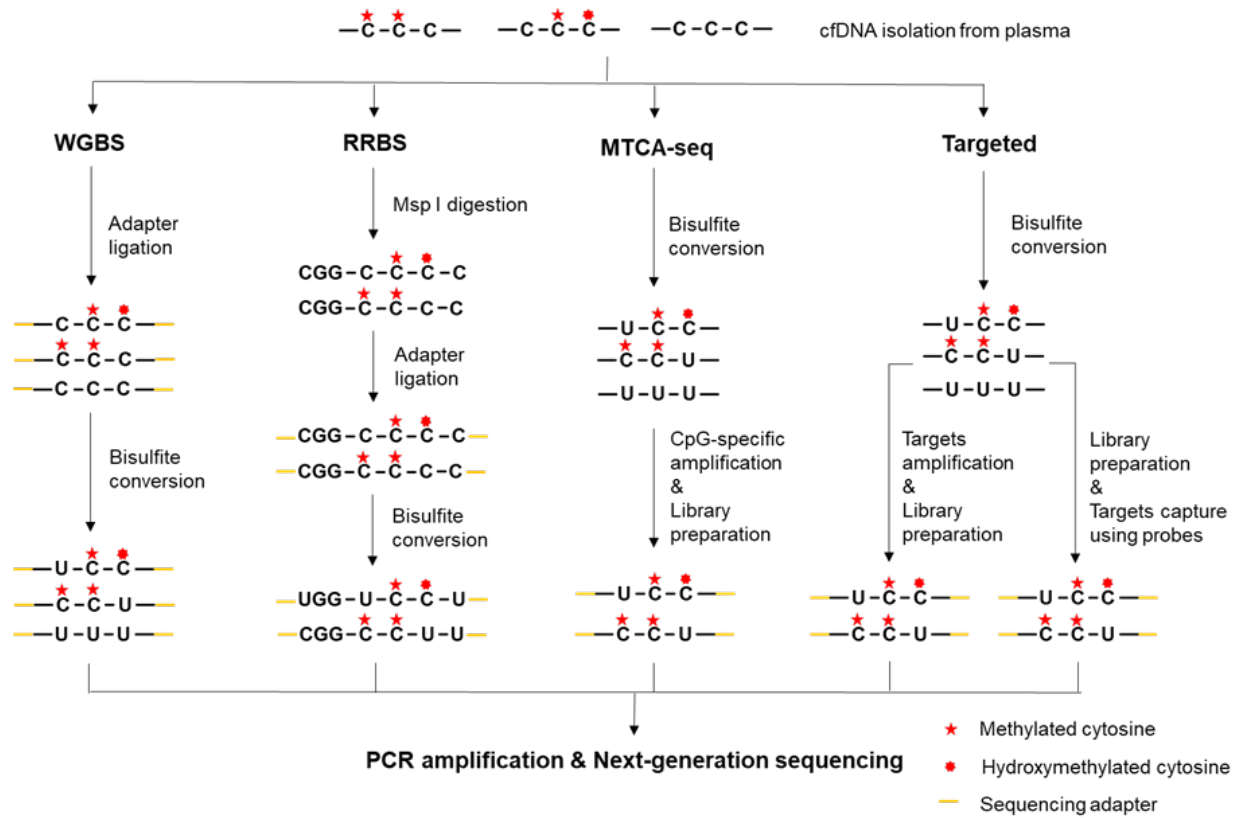 –C–C–C– –C–C–C– –C–C–C– cfDNA isolation from plasma
WGBS
RRBS
MTCA-seq
Targeted
Adapter
ligation
Msp I digestion
Bisulfite
conversion
Bisulfite
conversion
–C–C–C–
–C–C–C–
–C–C–C–
CGG–C–C–C–C
CGG–C–C–C–C
–U–C–C–
–C–C–U–
–U–U–U–
–U–C–C–
–C–C–U–
–U–U–U–
Adapter
ligation
Bisulfite
conversion
CGG–C–C–C–C
CGG–C–C–C–C
CpG-specific
amplification
&
Library
preparation
Targets
amplification
&
Library
preparation
Library
preparation
&
Targets capture
using probes
Bisulfite
conversion
–U–C–C–
–C–C–U–
–U–U–U–
UGG–U–C–C–U
CGG–C–C–U–U
–U–C–C–
–C–C–U–
–U–C–C–
–C–C–U–
–U–C–C–
–C–C–U–
PCR amplification & Next-generation sequencing
Methylated cytosine
Hydroxymethylated cytosine
Sequencing adapter